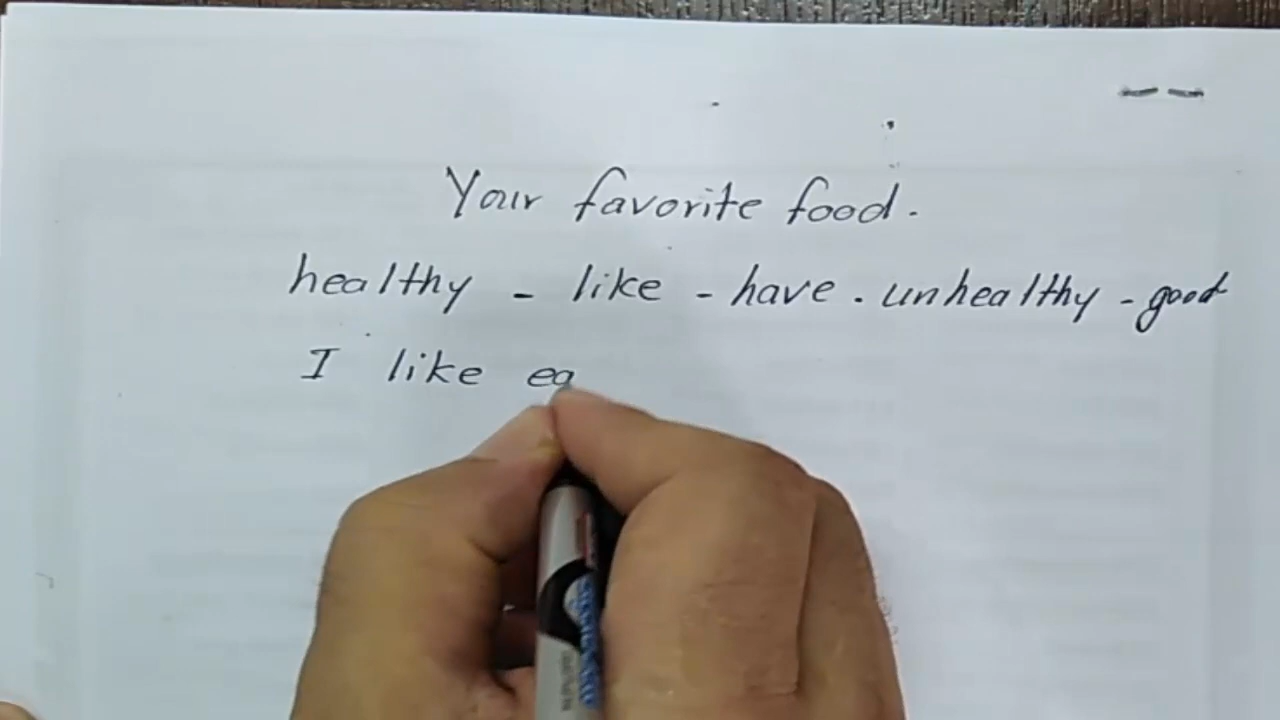 Your favorite food.
healthy - like - have. unhealthy - good
I like ea